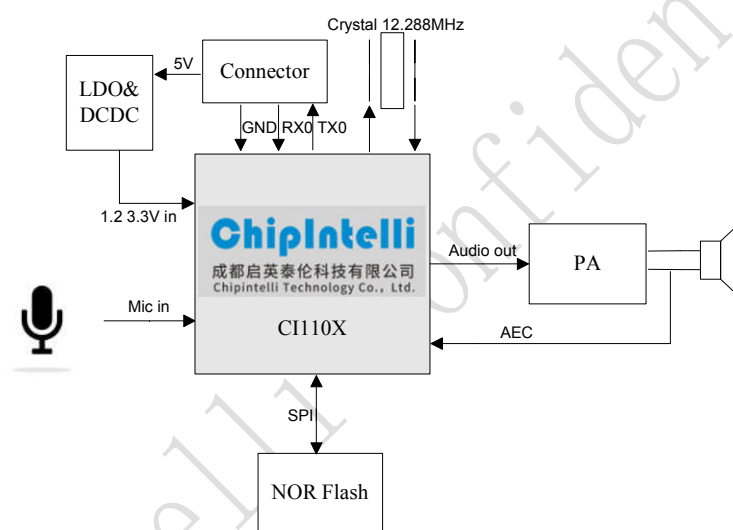 Crystal 12.288MHz
5V
Connector
LDO&
DCDC
GND RX0 TX0
1.2 3.3V in
ChipIntelli
成都启英泰伦科技有限公司
Chipintelli Technology Co., Ltd.
Audio out
PA
Mic in
CI110X
AEC
SPI
NOR Flash
elli Confiden